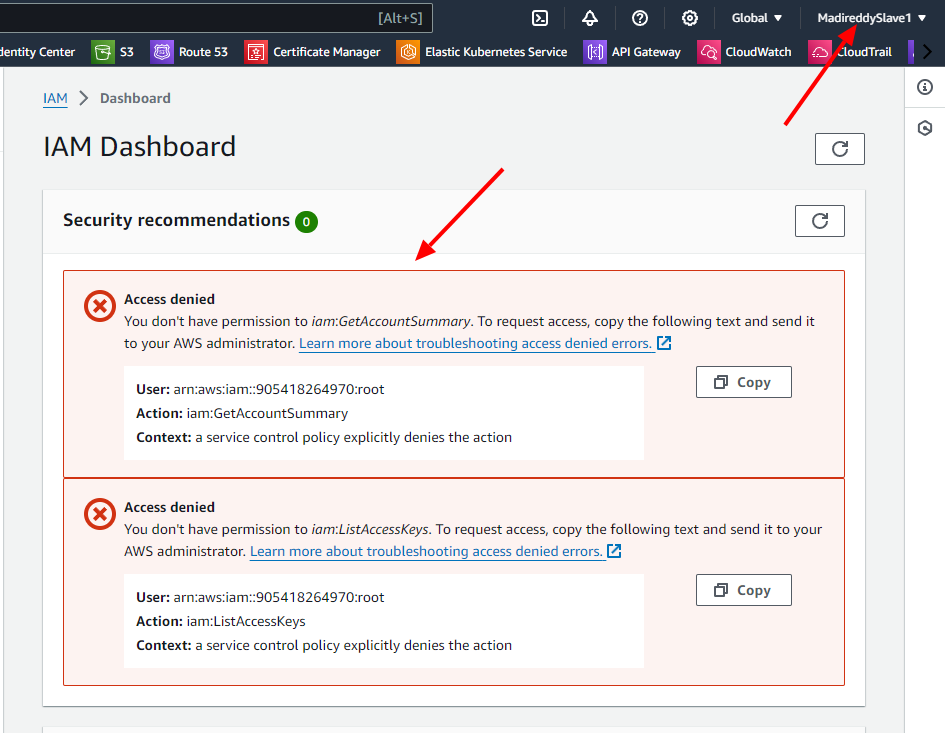 [Alt+S]
Global
MadireddySlave1
dentity Center
S3
Route 53
Certificate Manager
Elastic Kubernetes Service
API Gateway
CloudWatch
CloudTrail
IAM
Dashboard
IAM Dashboard
Security recommendations 0
Access denied
You don't have permission to iam:GetAccountSummary. To request access, copy the following text and send it
to your AWS administrator. Learn more about troubleshooting access denied errors.
User: arn:aws:iam::905418264970:root
Action: iam:GetAccountSummary
Context: a service control policy explicitly denies the action
Copy
Access denied
You don't have permission to iam:ListAccessKeys. To request access, copy the following text and send it to your
AWS administrator. Learn more about troubleshooting access denied errors.
User: arn:aws:iam::905418264970:root
Action: iam:ListAccessKeys
Context: a service control policy explicitly denies the action
Copy